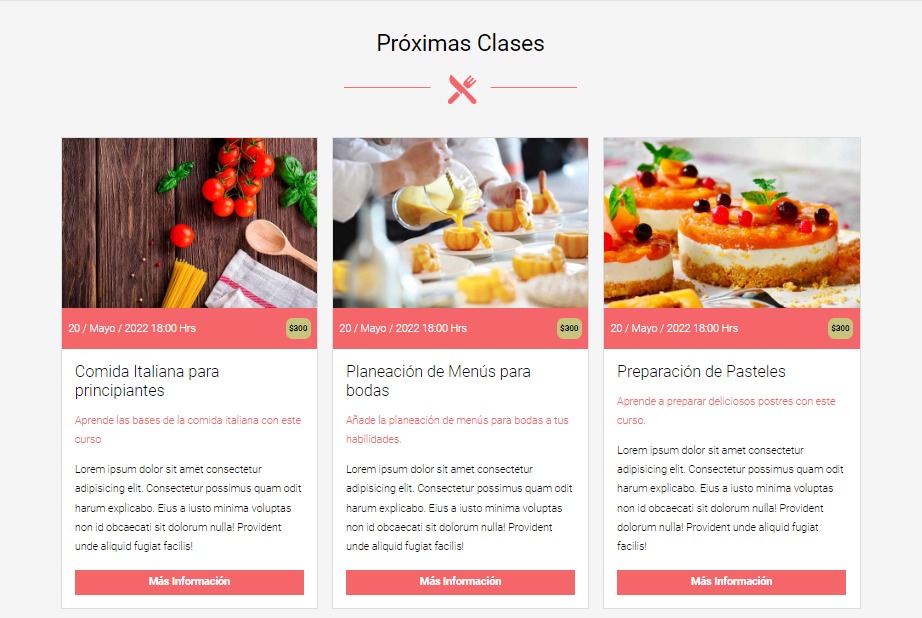 Próximas Clases
20 / Mayo / 2022 18:00 Hrs
$300
Comida Italiana para
principiantes
Aprende las bases de la comida italiana con este
curso
Lorem ipsum dolor sit amet consectetur
adipisicing elit. Consectetur possimus quam odit
harum explicabo. Eius a iusto minima voluptas
non id obcaecati sit dolorum nulla! Provident
unde aliquid fugiat facilis!
Más Información
20 / Mayo / 2022 18:00 Hrs
$300
Planeación de Menús para
bodas
Añade la planeación de menús para bodas a tus
habilidades.
Lorem ipsum dolor sit amet consectetur
adipisicing elit. Consectetur possimus quam odit
harum explicabo. Eius a iusto minima voluptas
non id obcaecati sit dolorum nulla! Provident
unde aliquid fugiat facilis!
Más Información
20 / Mayo / 2022 18:00 Hrs
$300
Preparación de Pasteles
Aprende a preparar deliciosos postres con este
curso.
Lorem ipsum dolor sit amet consectetur
adipisicing elit. Consectetur possimus quam odit
harum explicabo. Eius a iusto minima voluptas
non id obcaecati sit dolorum nulla! Provident
dolorum nulla! Provident unde aliquid fugiat
facilis!
Más Información